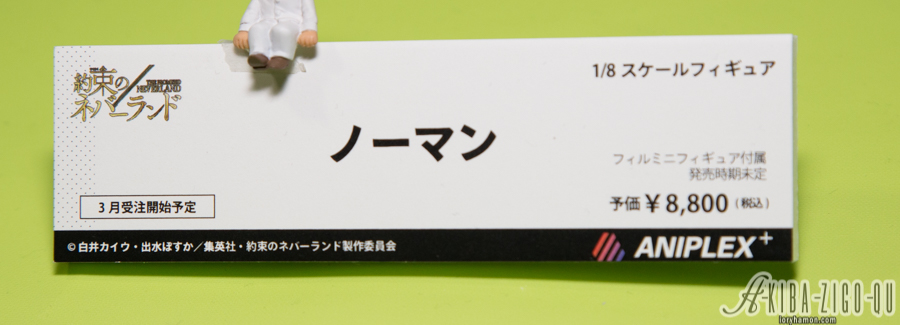 約束の
ネバーランド
THE PROMISED
NEVERLAND
1/8 スケールフィギュア
ノーマン
フィルミニフィギュア付属
発売時期未定
3月受注開始予定
予価 ¥8,800 (税込)
© 白井カイウ・出水ぽすか／集英社・約束のネバーランド製作委員会
ANIPLEX+
A-KIBA-ZIGO-QU
loryhamon.com